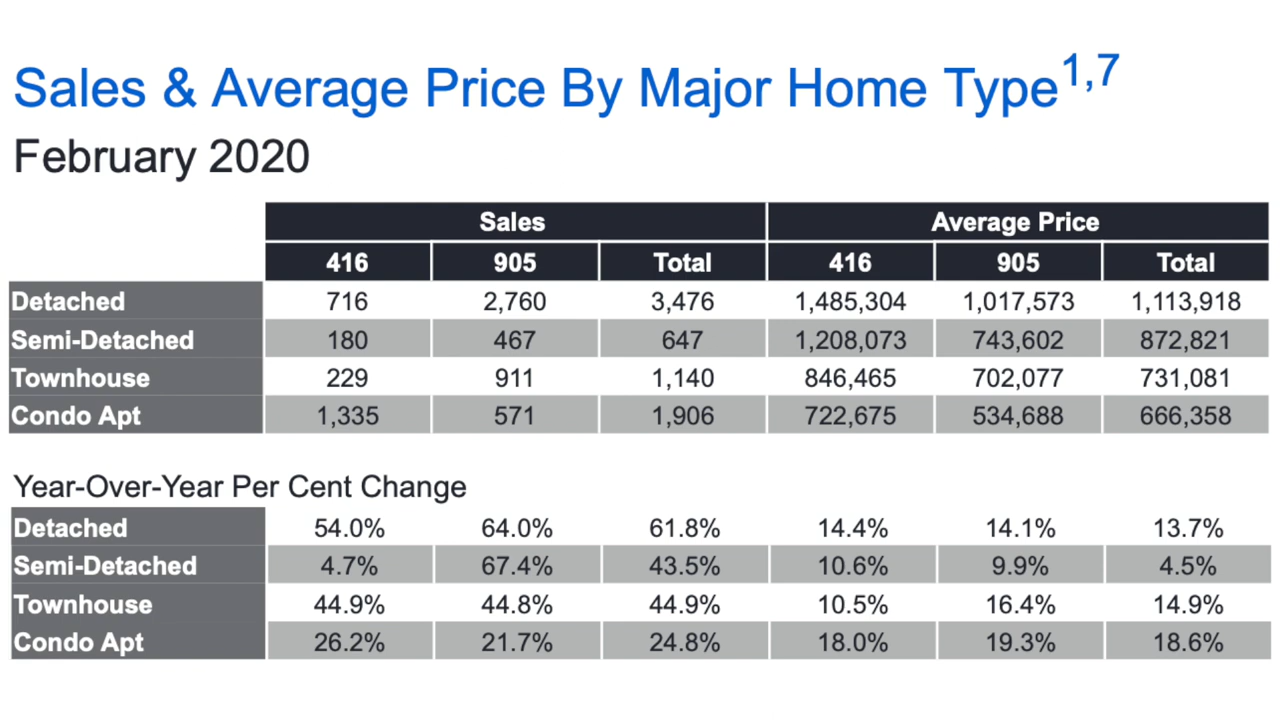 Sales & Average Price By Major Home Type1,7
February 2020
Sales Average Price
416 905 Total 416 905 Total
Detached 716 2,760 3,476 1,485,304 1,017,573 1,113,918
Semi-Detached 180 467 647 1,208,073 743,602 872,821
Townhouse 229 911 1,140 846,465 702,077 731,081
Condo Apt 1,335 571 1,906 722,675 534,688 666,358
Year-Over-Year Per Cent Change
Detached 54.0% 64.0% 61.8% 14.4% 14.1% 13.7%
Semi-Detached 4.7% 67.4% 43.5% 10.6% 9.9% 4.5%
Townhouse 44.9% 44.8% 44.9% 10.5% 16.4% 14.9%
Condo Apt 26.2% 21.7% 24.8% 18.0% 19.3% 18.6%